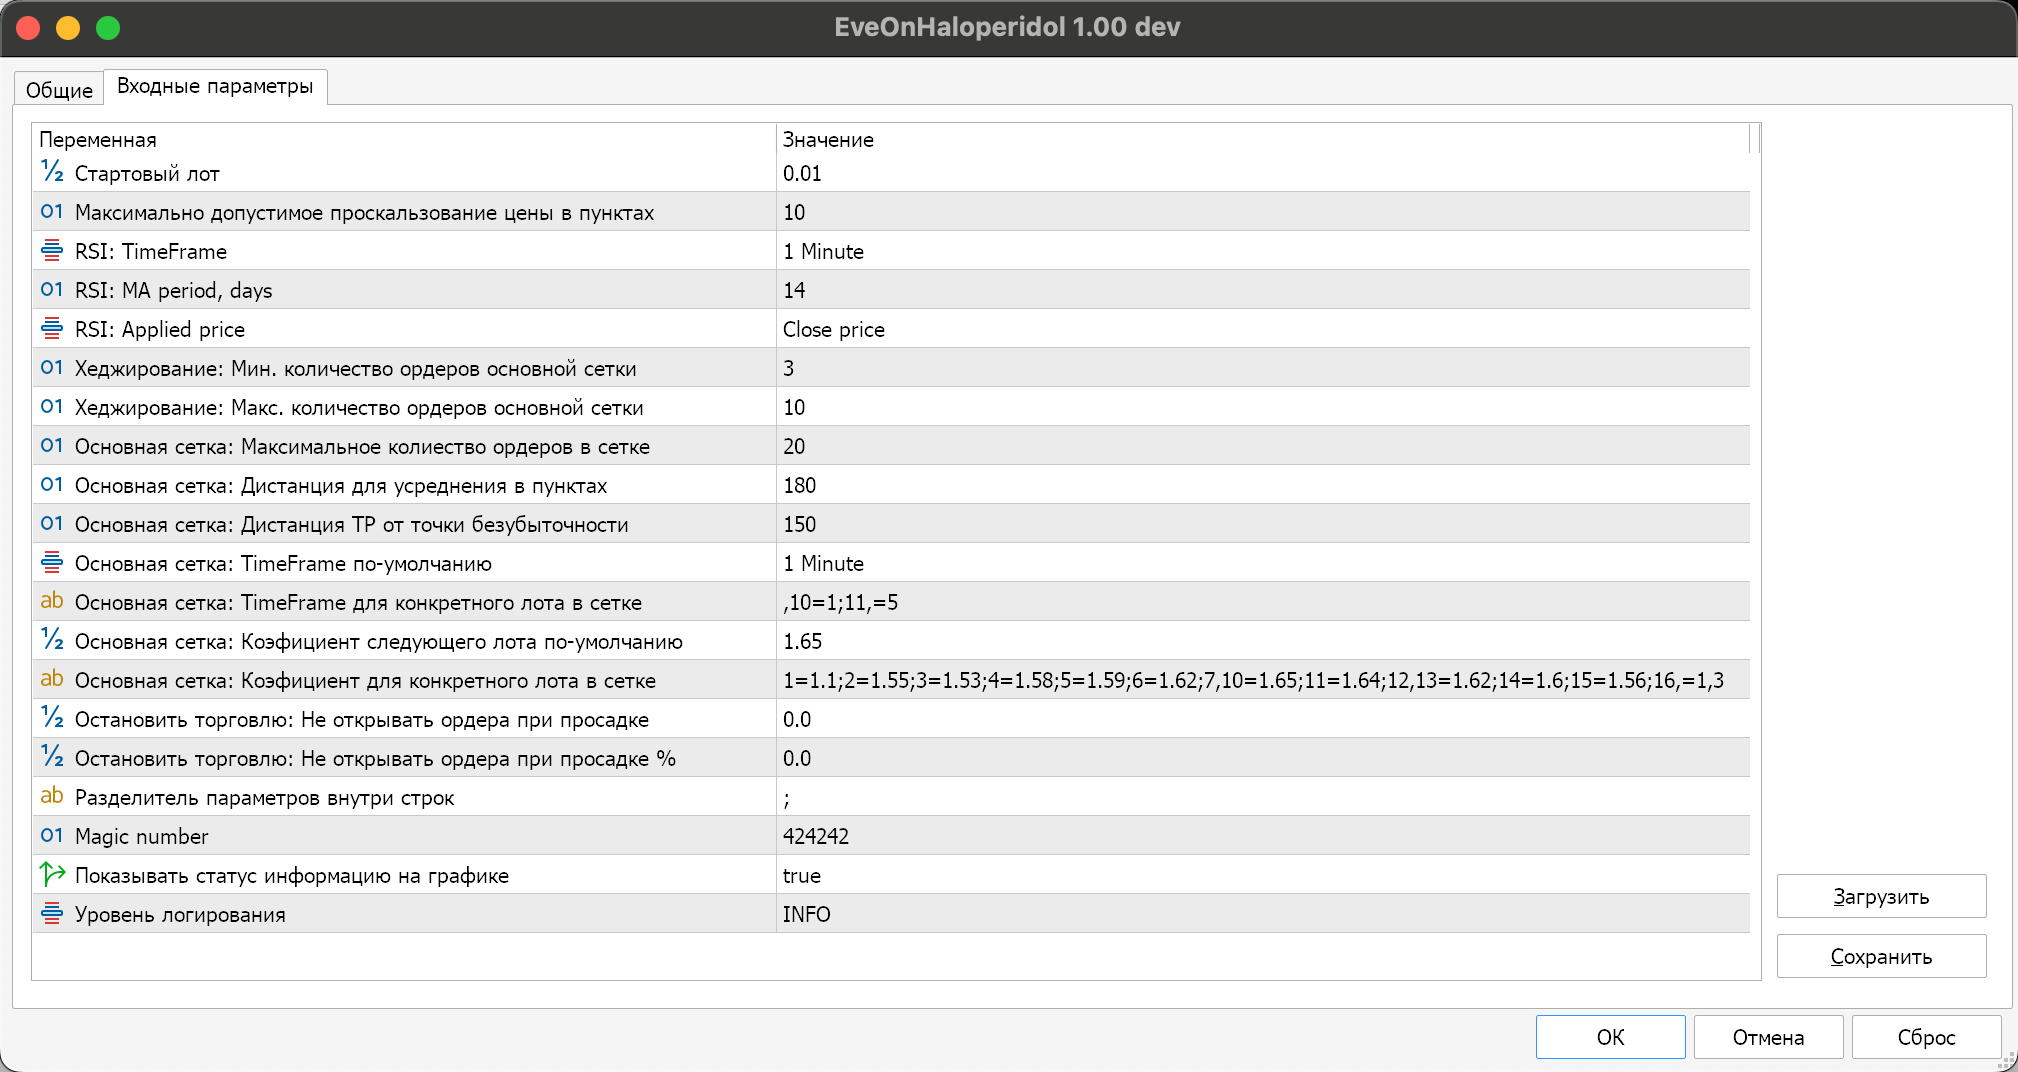 EveOnHaloperidol 1.00 dev
Общие Входные параметры
Переменная Значение
½ Стартовый лот 0.01
01 Максимально допустимое проскальзование цены в пунктах 10
RSI: TimeFrame 1 Minute
01 RSI: MA period, days 14
RSI: Applied price Close price
01 Хеджирование: Мин. количество ордеров основной сетки 3
01 Хеджирование: Макс. количество ордеров основной сетки 10
01 Основная сетка: Максимальное колиество ордеров в сетке 20
01 Основная сетка: Дистанция для усреднения в пунктах 180
01 Основная сетка: Дистанция TP от точки безубыточности 150
Основная сетка: TimeFrame по-умолчанию 1 Minute
ab Основная сетка: TimeFrame для конкретного лота в сетке ,10=1;11,=5
½ Основная сетка: Коэфициент следующего лота по-умолчанию 1.65
ab Основная сетка: Коэфициент для конкретного лота в сетке 1=1.1;2=1.55;3=1.53;4=1.58;5=1.59;6=1.62;7,10=1.65;11=1.64;12,13=1.62;14=1.6;15=1.56;16,=1,3
½ Остановить торговлю: Не открывать ордера при просадке 0.0
½ Остановить торговлю: Не открывать ордера при просадке % 0.0
ab Разделитель параметров внутри строк ;
01 Magic number 424242
Показывать статус информацию на графике true
Уровень логирования INFO
Загрузить
Сохранить
ОК Отмена Сброс